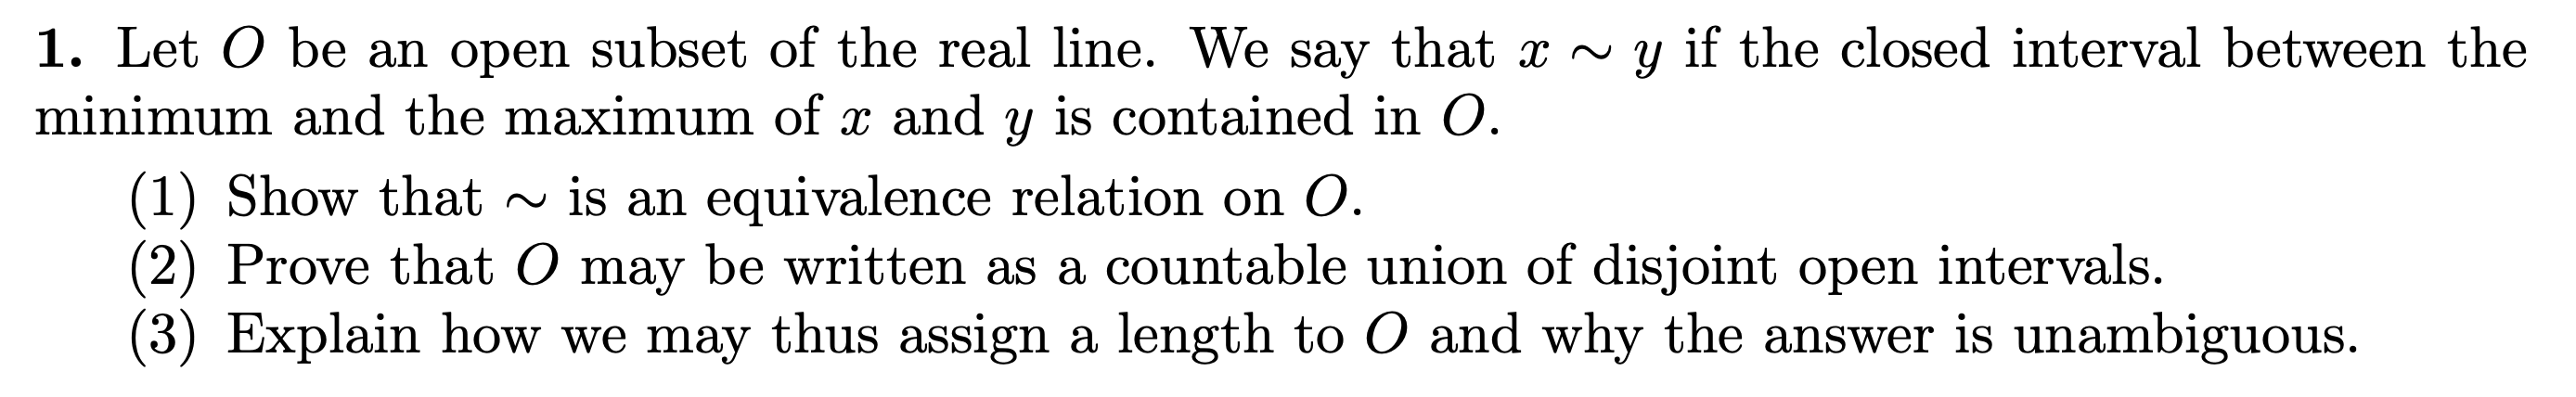 1. Let O be an open subset of the real line. We say that x ∼ y if the closed interval between the
minimum and the maximum of x and y is contained in O.
(1) Show that ∼ is an equivalence relation on O.
(2) Prove that O may be written as a countable union of disjoint open intervals.
(3) Explain how we may thus assign a length to O and why the answer is unambiguous.